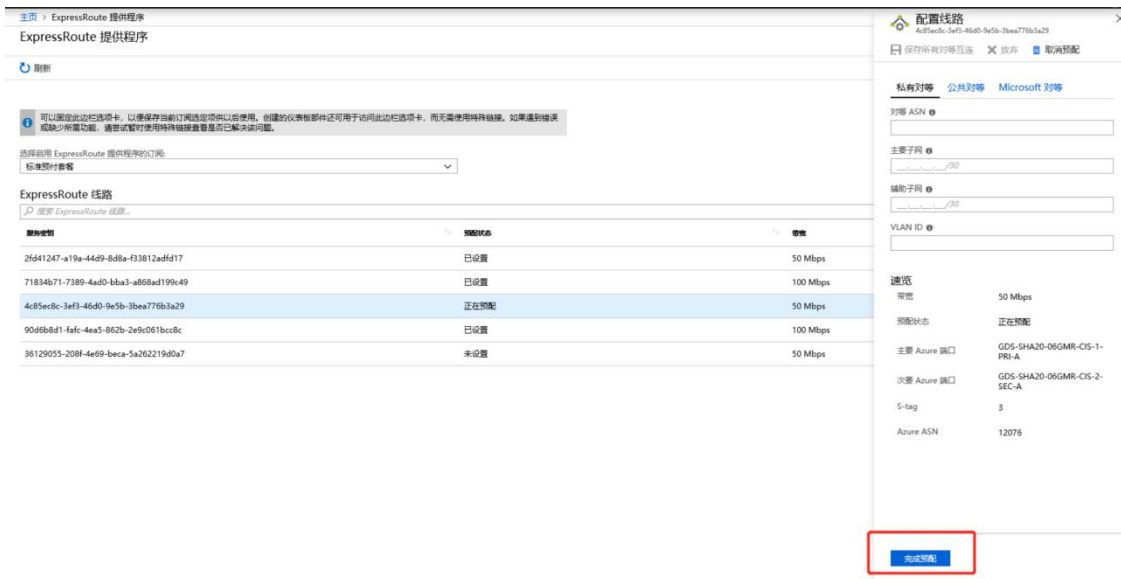 主页 > ExpressRoute 提供程序
ExpressRoute 提供程序
刷新
可以固定此边栏选项卡，以便保存当前订阅选定项供以后使用。创建的仪表板部件还可用于访问此边栏选项卡，而无需使用特殊链接。如果遇到错误
或缺少所需功能，请尝试暂时使用特殊链接查看是否已解决该问题。
选择启用 ExpressRoute 提供程序的订阅:
标准预付套餐
ExpressRoute 线路
搜索 ExpressRoute 线路...
服务密钥 预配状态 带宽
2fd41247-a19a-44d9-8d8a-f33812adfd17 已设置 50 Mbps
71834b71-7389-4ad0-bba3-a868ad199c49 已设置 100 Mbps
4c85ec8c-3ef3-46d0-9e5b-3bea776b3a29 正在预配 50 Mbps
90d6b8d1-fafc-4ea5-862b-2e9c061bcc8c 已设置 100 Mbps
36129055-208f-4e69-beca-5a262219d0a7 未设置 50 Mbps
配置线路
4c85ec8c-3ef3-46d0-9e5b-3bea776b3a29
保存所有对等互连 放弃 取消预配
私有对等 公共对等 Microsoft 对等
对等 ASN
主要子网
__.__.__.__/30
辅助子网
__.__.__.__/30
VLAN ID
速览
带宽 50 Mbps
预配状态 正在预配
主要 Azure 端口 GDS-SHA20-06GMR-CIS-1-
PRI-A
次要 Azure 端口 GDS-SHA20-06GMR-CIS-2-
SEC-A
S-tag 3
Azure ASN 12076
完成预配